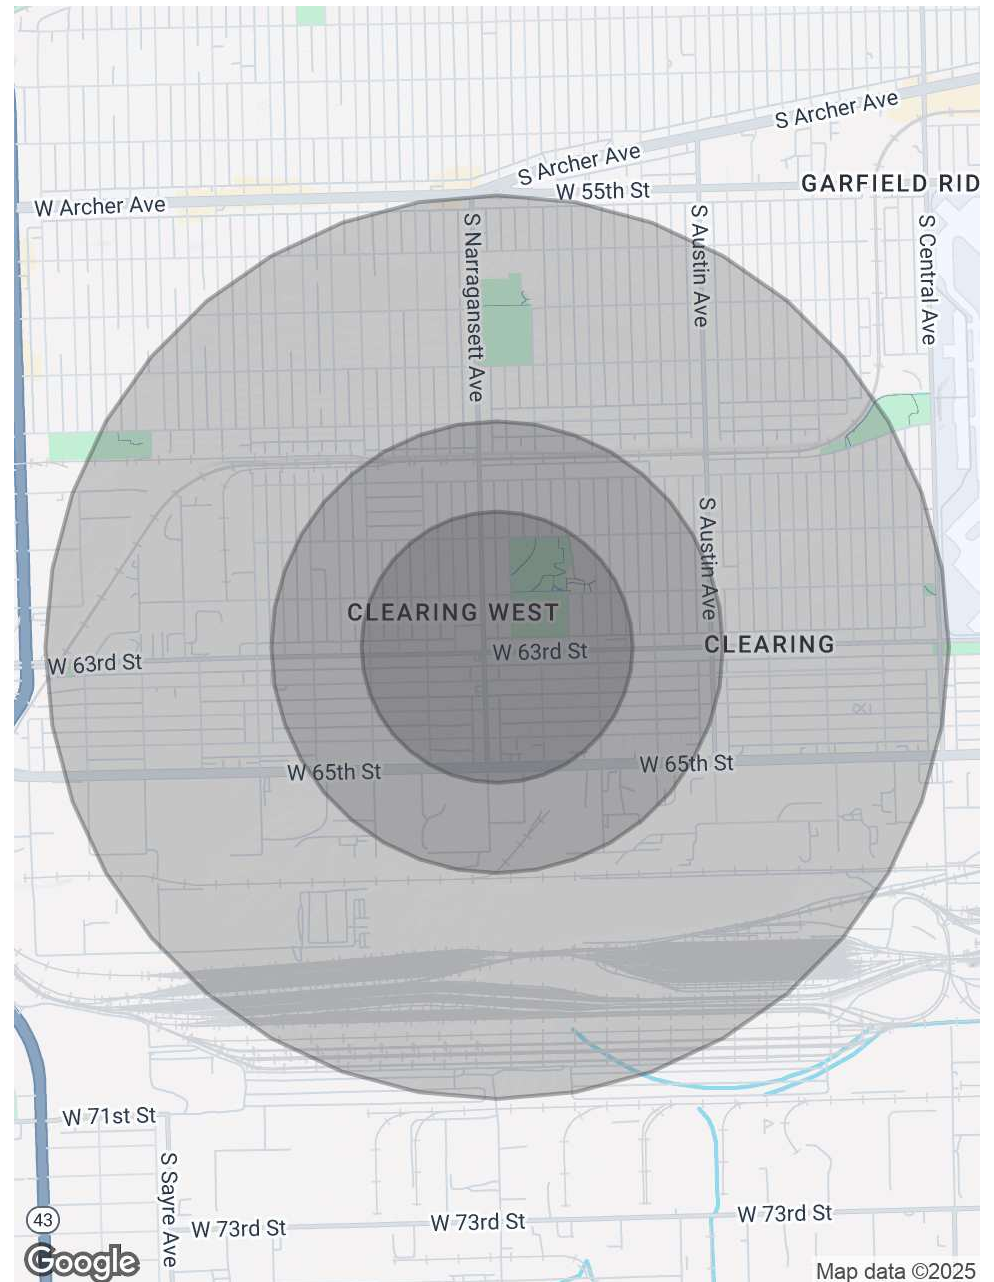 S Archer Ave
S Archer Ave
W 55th St
GARFIELD RID
W Archer Ave
S Narragansett Ave
S Austin Ave
S Central Ave
S Austin Ave
CLEARING WEST
W 63rd St
CLEARING
W 63rd St
W 65th St
W 65th St
W 71st St
S Sayre Ave
43
W 73rd St
W 73rd St
W 73rd St
Google
Map data ©2025